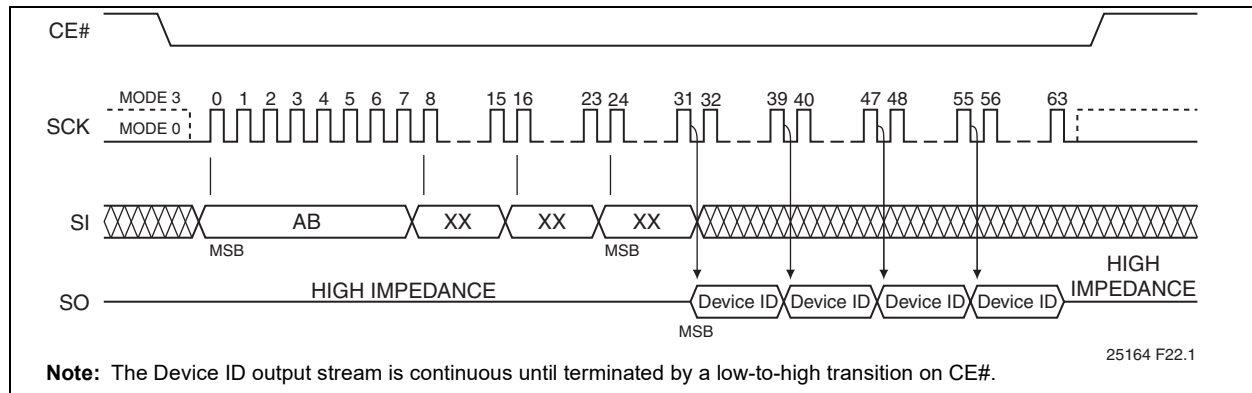 CE#
MODE 3
0 1 2 3 4 5 6 7 8 15 16 23 24 31 32 39 40 47 48 55 56 63
SCK
MODE 0
SI
AB
XX
XX
XX
MSB
MSB
HIGH IMPEDANCE
HIGH IMPEDANCE
SO
Device ID
Device ID
Device ID
Device ID
MSB
25164 F22.1
Note: The Device ID output stream is continuous until terminated by a low-to-high transition on CE#.